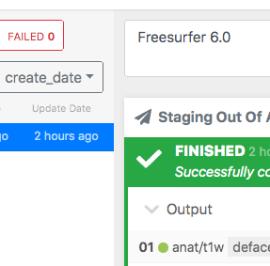 FAILED 0
Freesurfer 6.0
create_date
Update Date
go 2 hours ago
Staging Out Of
FINISHED 2
Successfully
Output
01 anat/t1w deface